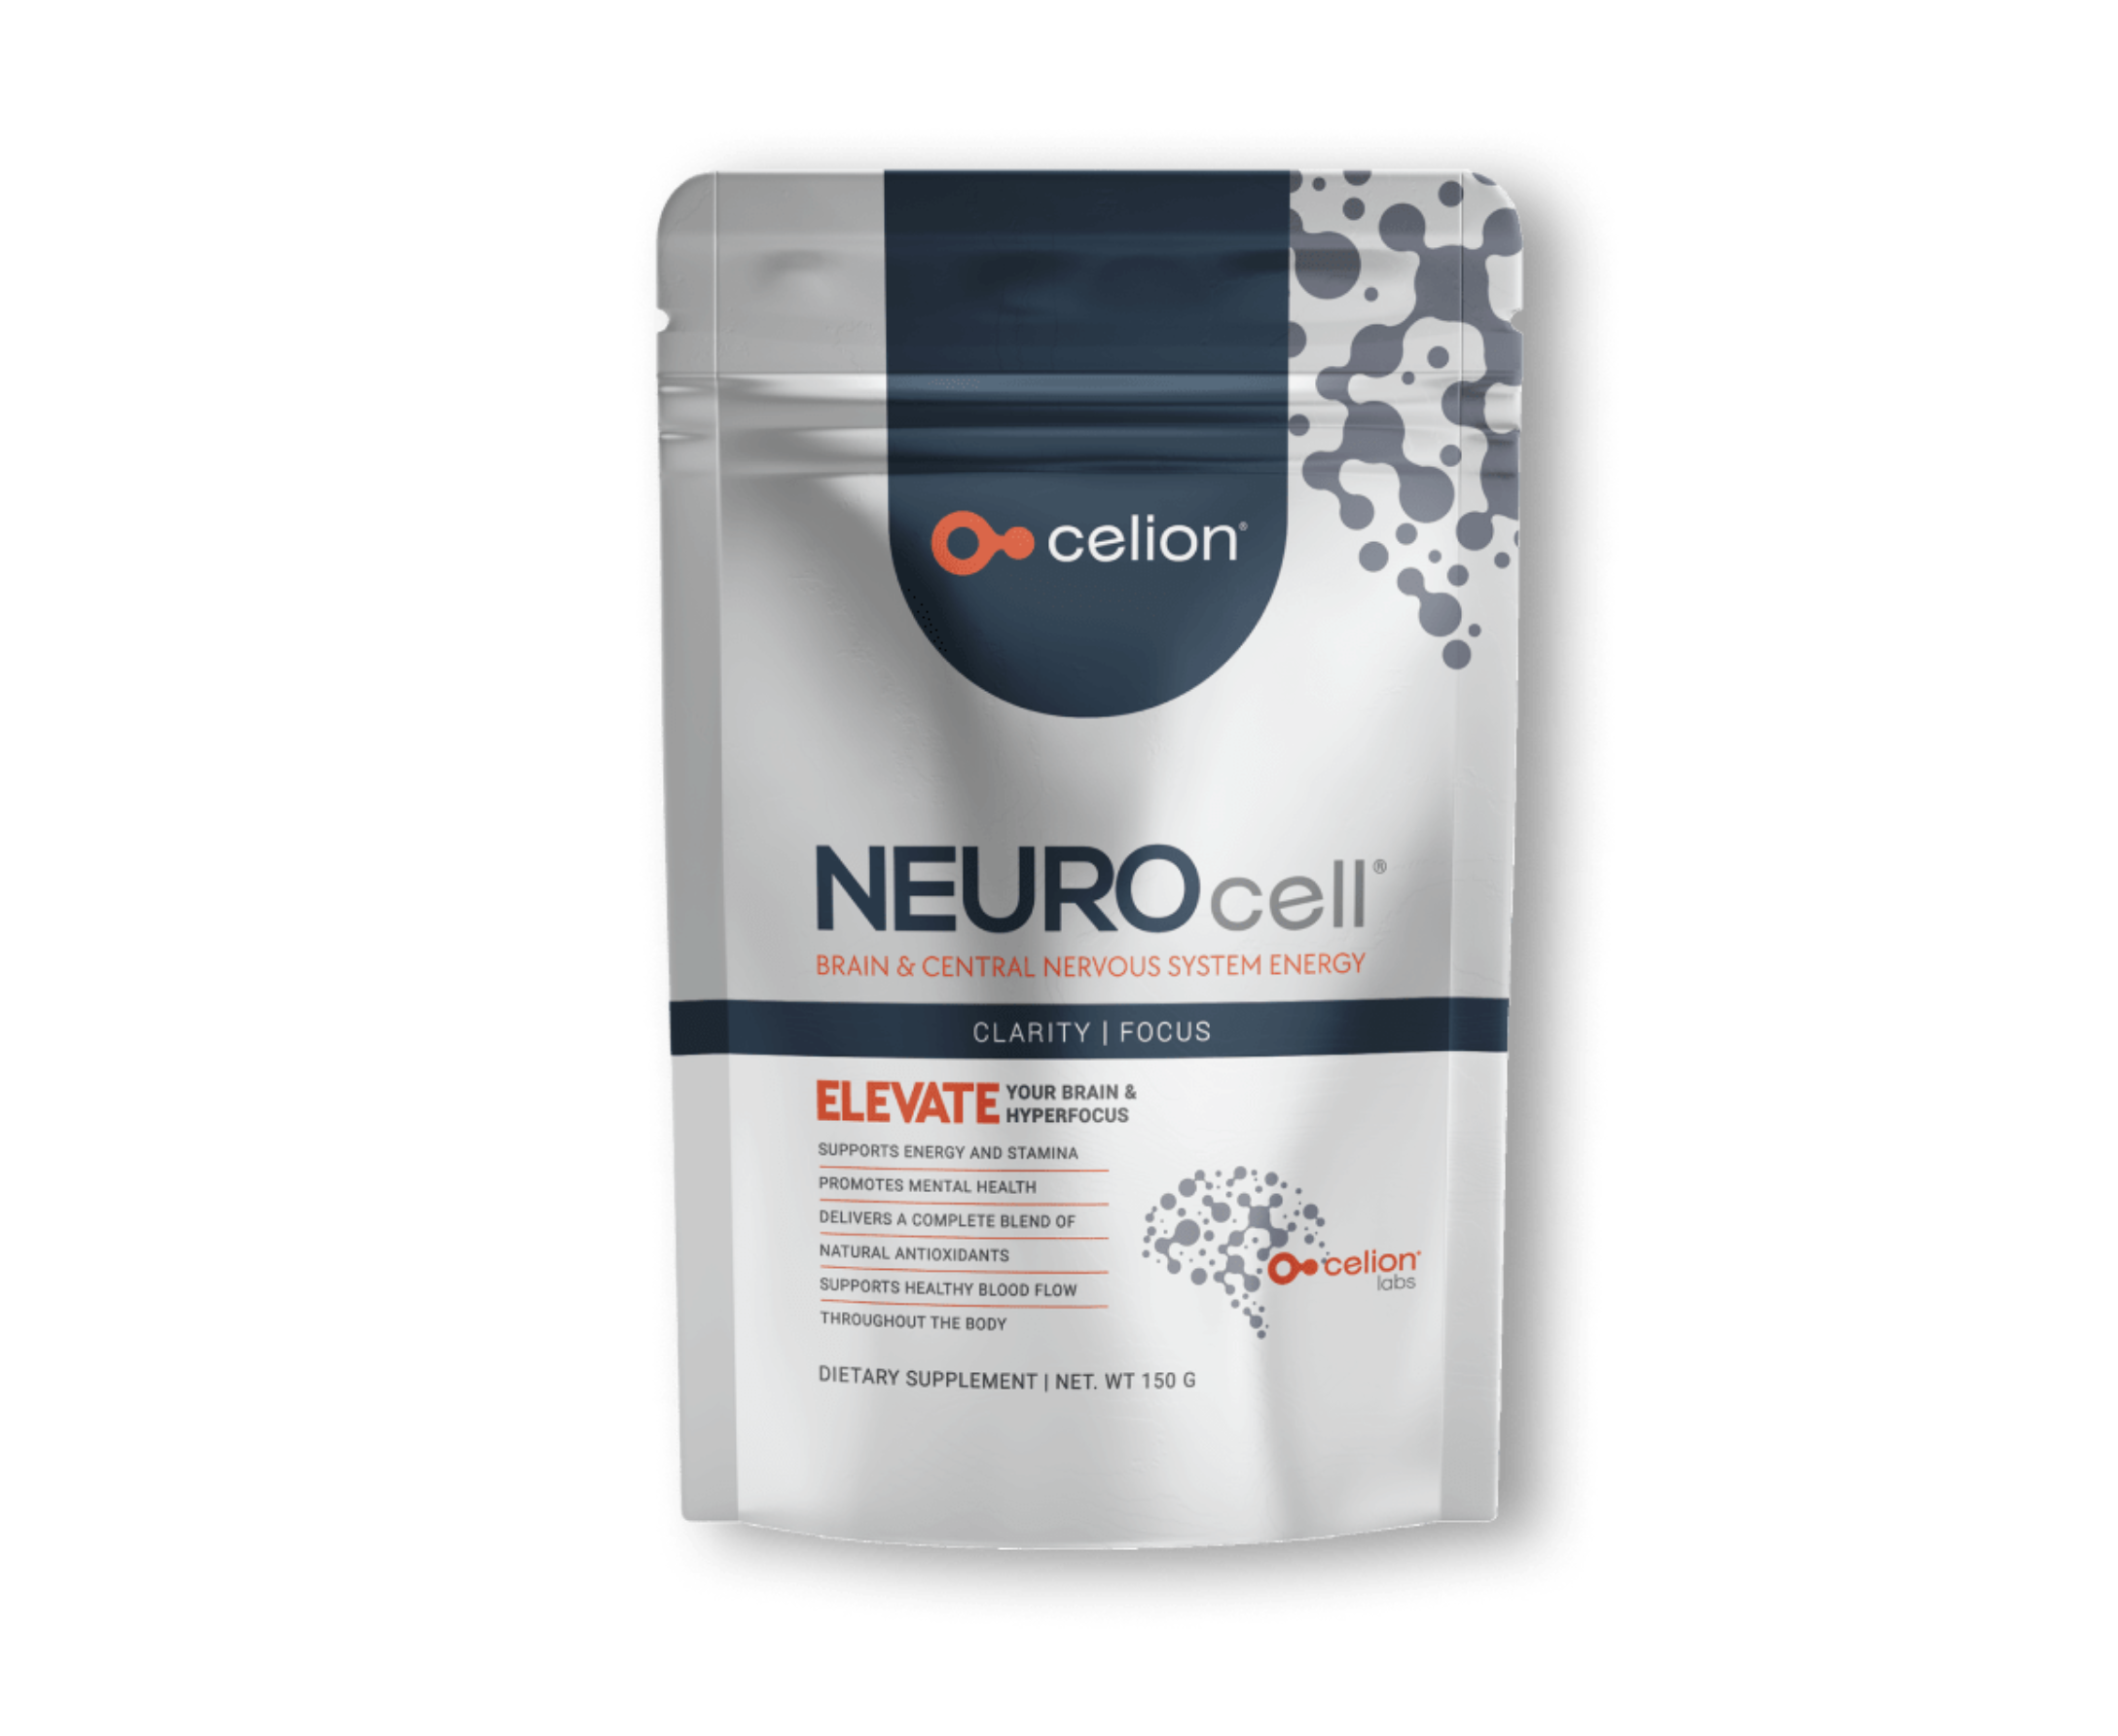 celion®
NEUROcell®
BRAIN & CENTRAL NERVOUS SYSTEM ENERGY
CLARITY | FOCUS
ELEVATE YOUR BRAIN &
HYPERFOCUS
SUPPORTS ENERGY AND STAMINA
PROMOTES MENTAL HEALTH
DELIVERS A COMPLETE BLEND OF
NATURAL ANTIOXIDANTS
SUPPORTS HEALTHY BLOOD FLOW
THROUGHOUT THE BODY
celion®
labs
DIETARY SUPPLEMENT | NET. WT 150 G